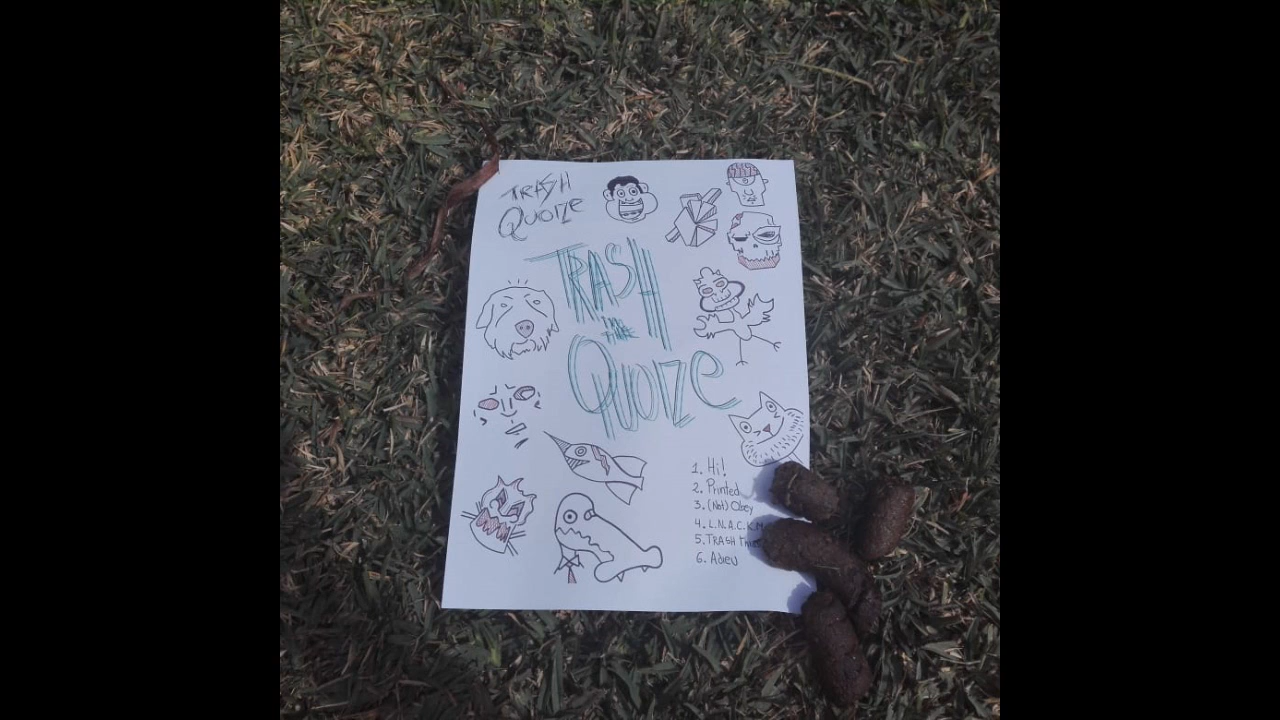 TRASH
QUOIZE
TRASH
THE
QUOIZE
1. Hi!
2. Printed
3. (Not) Obey
4. L.N.A.C.K.M
5. TRASH
6. Adieu